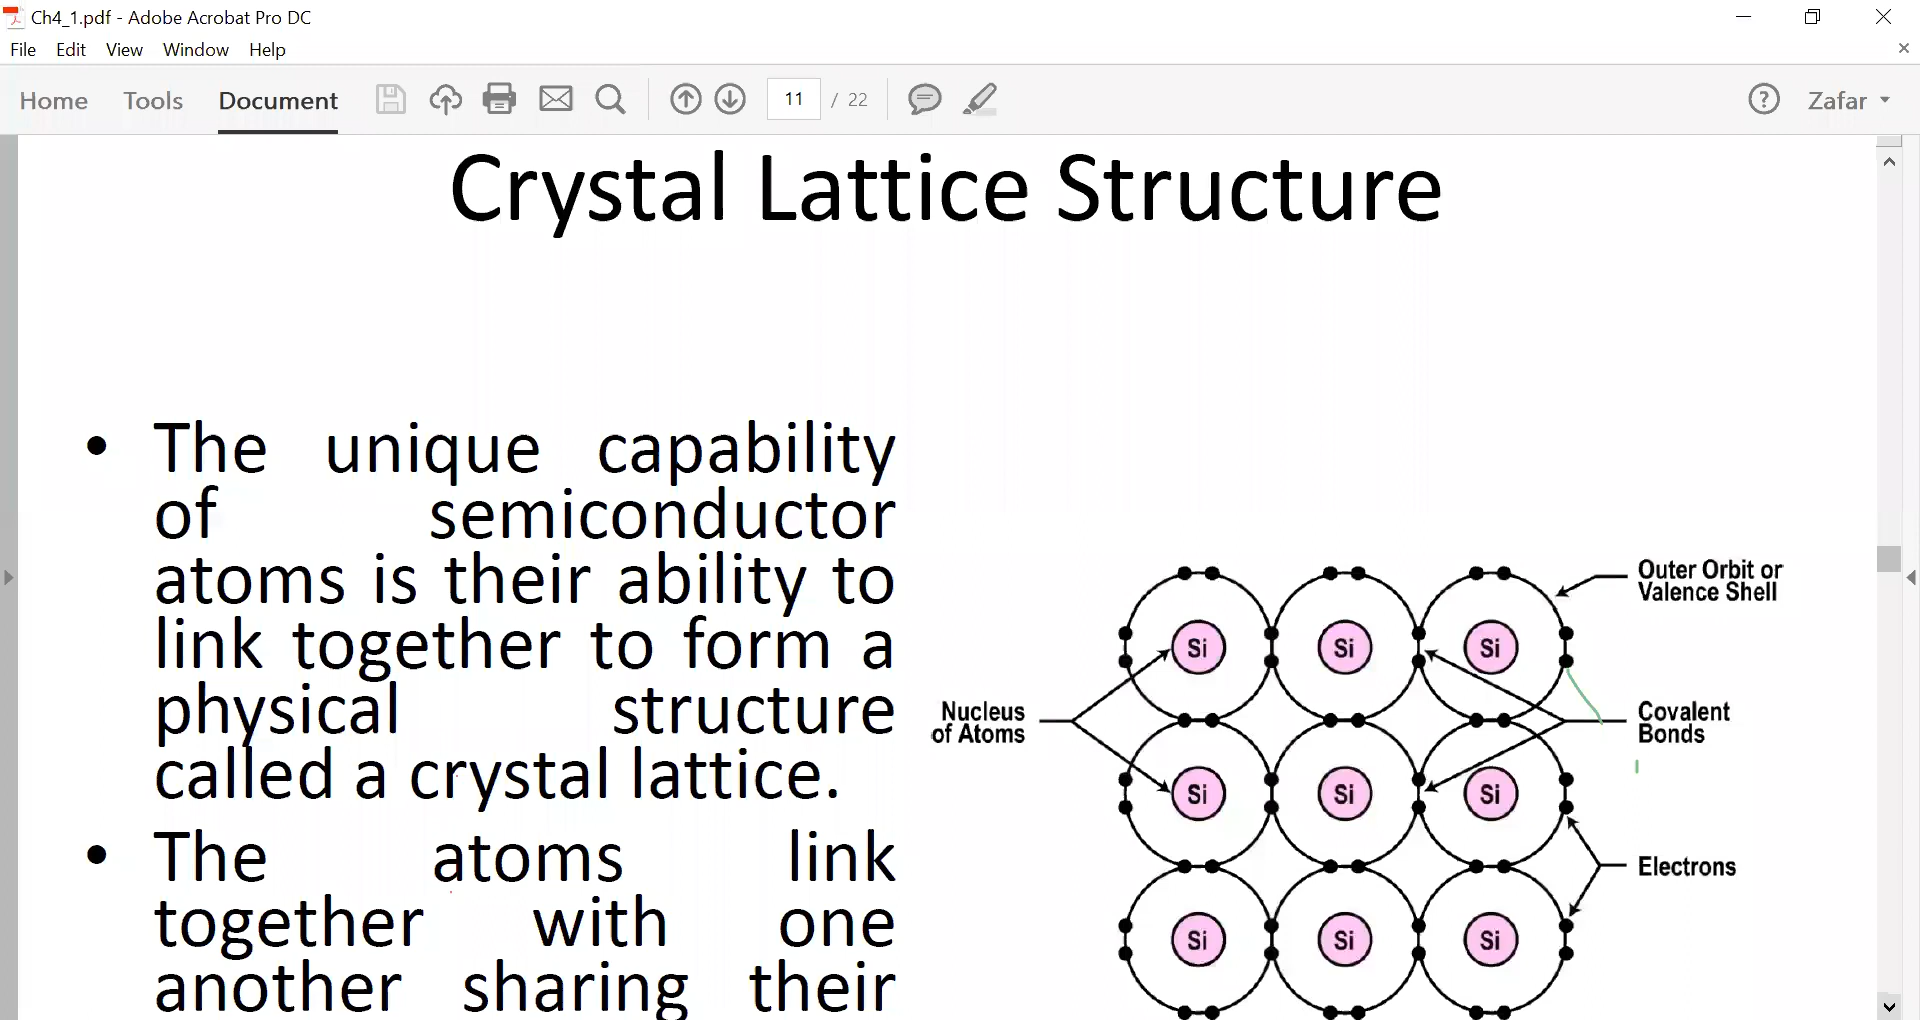 Ch4_1.pdf - Adobe Acrobat Pro DC
File Edit View Window Help
Home Tools Document 11 / 22 Zafar
Crystal Lattice Structure
• The unique capability
of semiconductor
atoms is their ability to
link together to form a
physical structure
called a crystal lattice.
• The atoms link
together with one
another sharing their
Outer Orbit or
Valence Shell
Si Si Si
Nucleus
of Atoms
Covalent
Bonds
Si Si Si
Electrons
Si Si Si